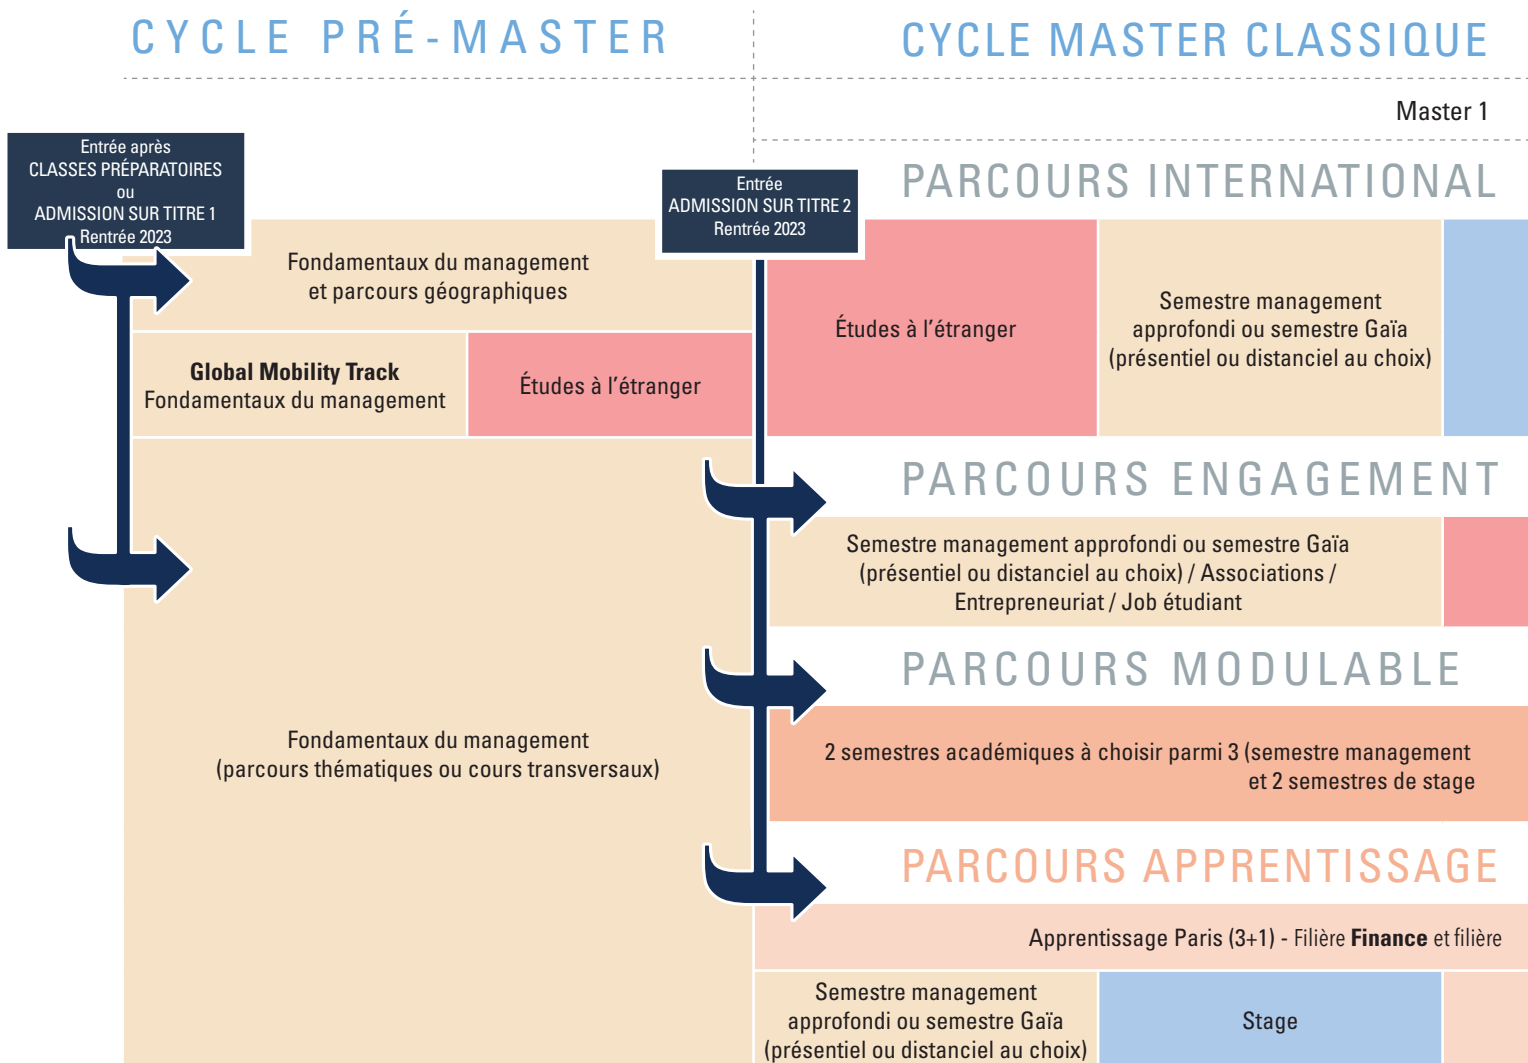 CYCLE PRÉ-MASTER
CYCLE MASTER CLASSIQUE
Master 1
Entrée après
CLASSES PRÉPARATOIRES
ou
ADMISSION SUR TITRE 1
Rentrée 2023
Entrée
ADMISSION SUR TITRE 2
Rentrée 2023
PARCOURS INTERNATIONAL
Fondamentaux du management
et parcours géographiques
Global Mobility Track
Fondamentaux du management
Études à l'étranger
Études à l'étranger
Semestre management
approfondi ou semestre Gaïa
(présentiel ou distanciel au choix)
PARCOURS ENGAGEMENT
Semestre management approfondi ou semestre Gaïa
(présentiel ou distanciel au choix) / Associations /
Entrepreneuriat / Job étudiant
PARCOURS MODULABLE
Fondamentaux du management
(parcours thématiques ou cours transversaux)
2 semestres académiques à choisir parmi 3 (semestre management
et 2 semestres de stage
PARCOURS APPRENTISSAGE
Apprentissage Paris (3+1) - Filière Finance et filière
Semestre management
approfondi ou semestre Gaïa
(présentiel ou distanciel au choix)
Stage